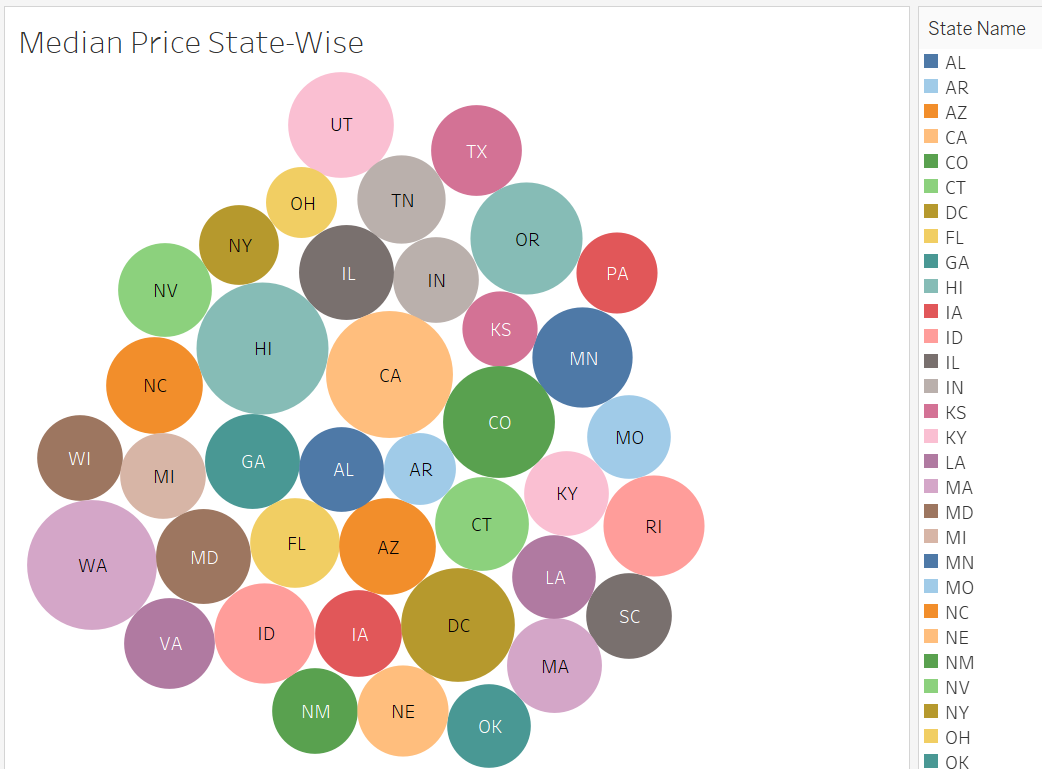 Median Price State-Wise
UT
TX
OH
TN
NY
OR
IL
IN
PA
NV
KS
HI
MN
CA
NC
CO
MO
WI
GA
AL
AR
MI
KY
CT
RI
FL
AZ
MD
WA
LA
SC
DC
ID
IA
VA
MA
NM
NE
OK
State Name
AL
AR
AZ
CA
CO
CT
DC
FL
GA
HI
IA
ID
IL
IN
KS
KY
LA
MA
MD
MI
MN
MO
NC
NE
NM
NV
NY
OH
OK